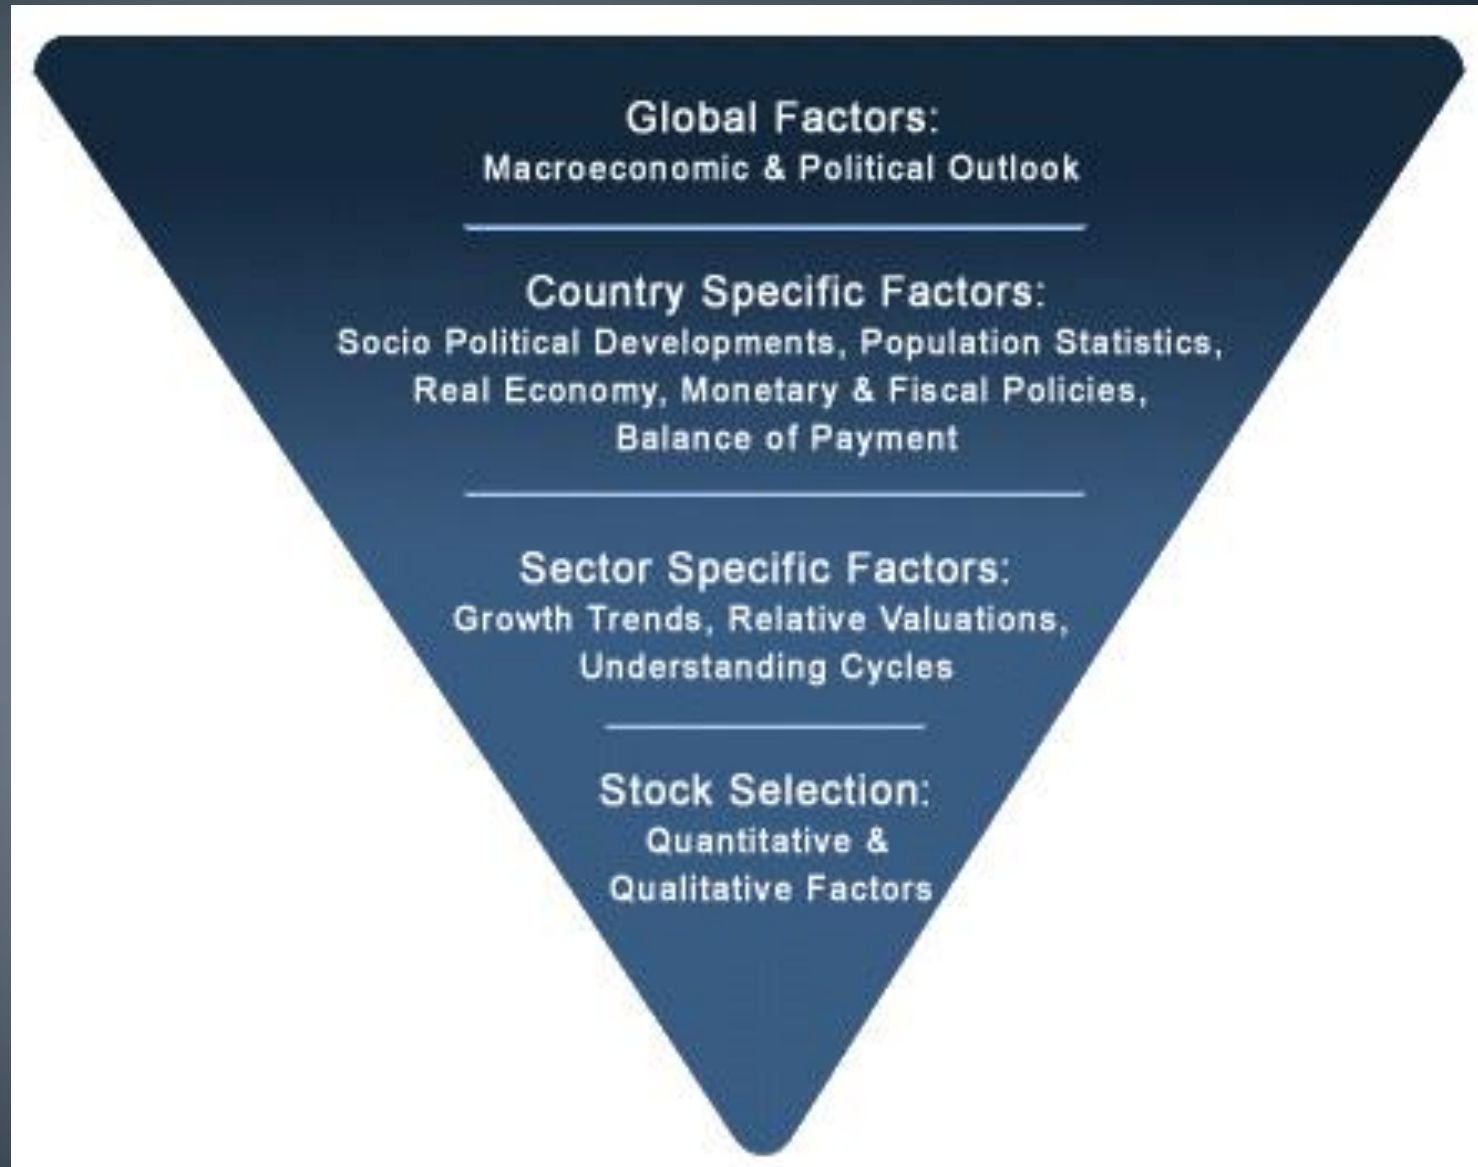 Global Factors:
Macroeconomic & Political Outlook
Country Specific Factors:
Socio Political Developments, Population Statistics,
Real Economy, Monetary & Fiscal Policies,
Balance of Payment
Sector Specific Factors:
Growth Trends, Relative Valuations,
Understanding Cycles
Stock Selection:
Quantitative &
Qualitative Factors